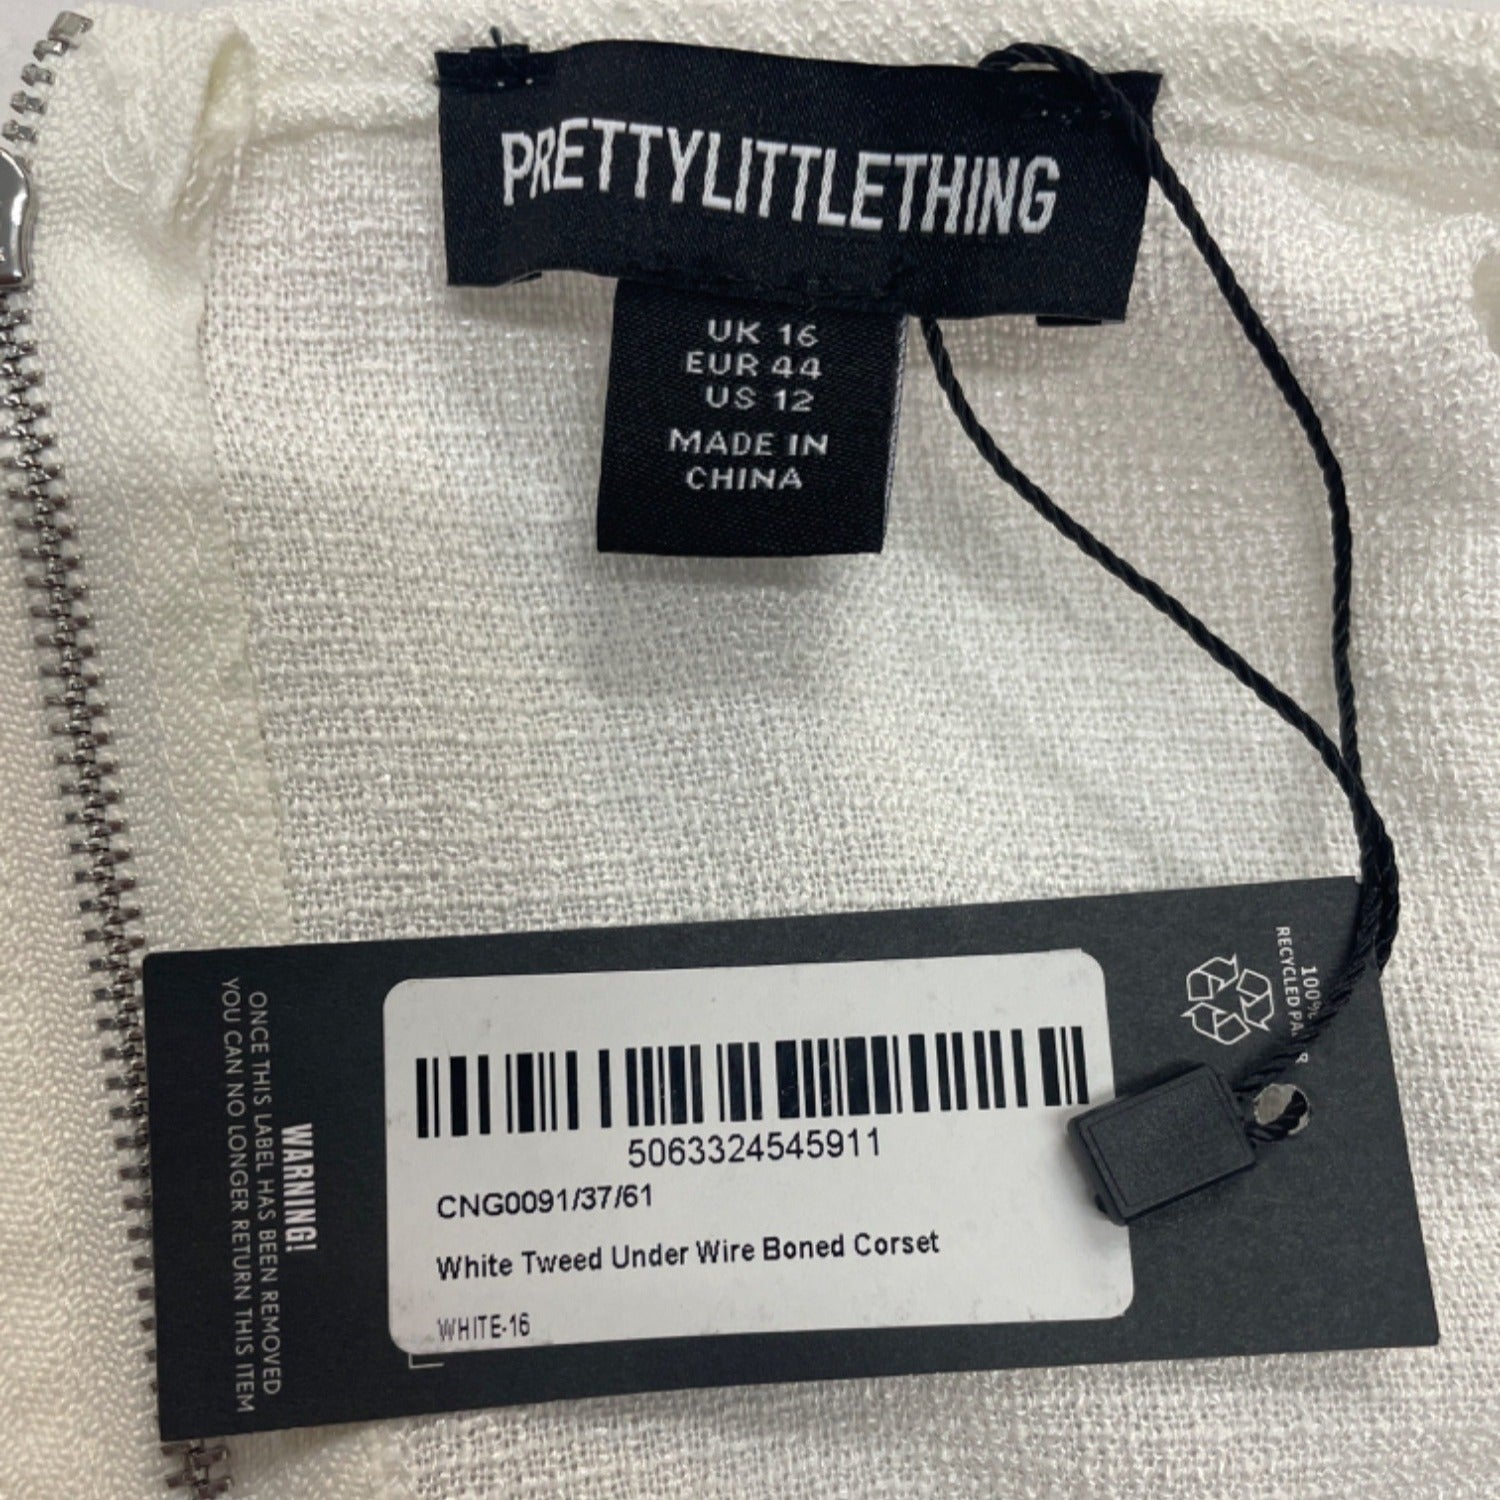 PRETTYLITTLETHING
UK 16
EUR 44
US 12
MADE IN
CHINA
100%
RECYCLED
WARNING!
ONCE THIS LABEL HAS BEEN REMOVED
YOU CAN NO LONGER RETURN THIS ITEM
5063324545911
CNG0091/37/61
White Tweed Under Wire Boned Corset
WHITE-16